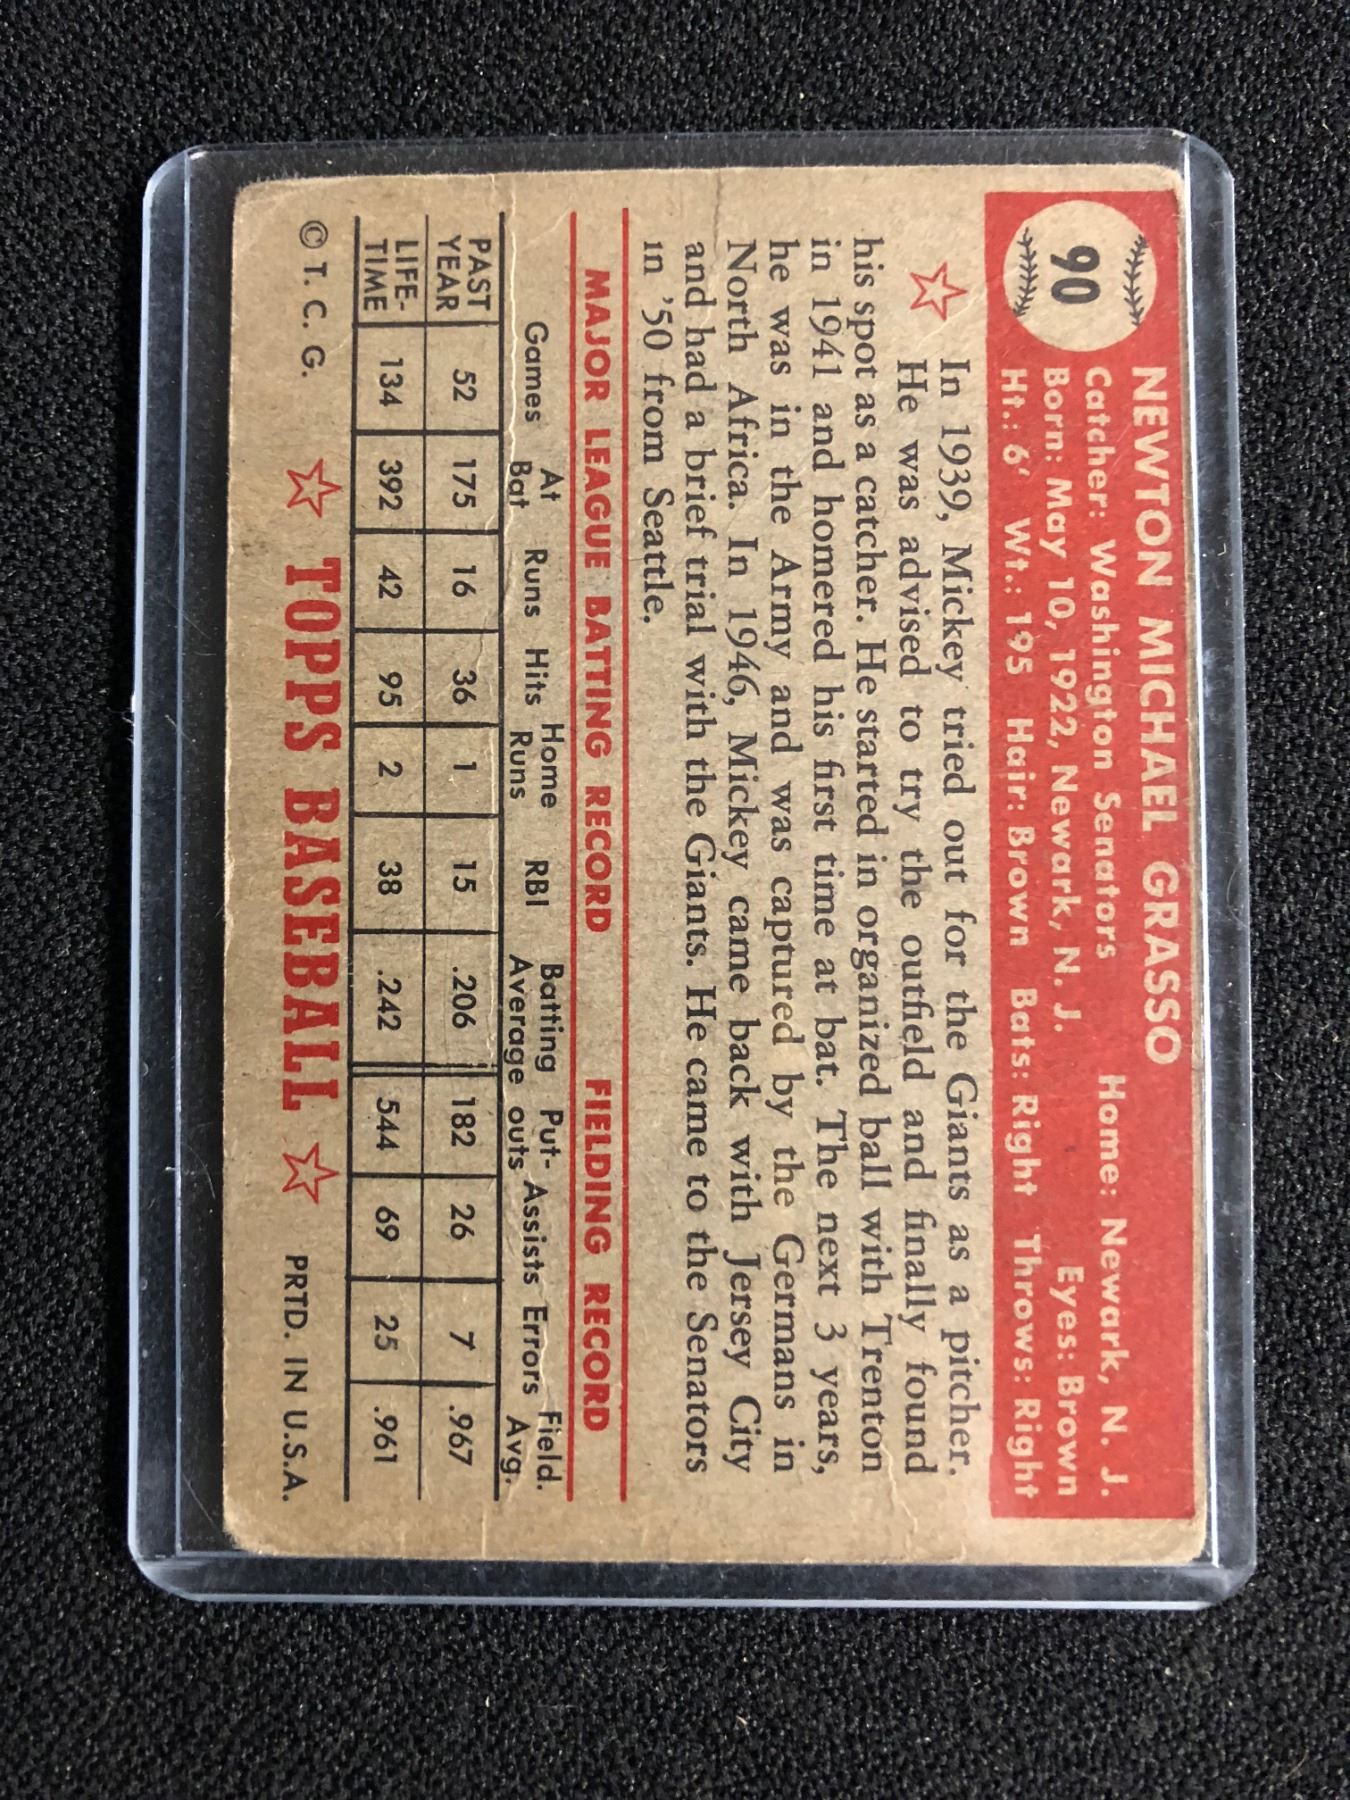 90
NEWTON MICHAEL GRASSO
Catcher: Washington Senators Home: Newark, N. J.
Born: May 10, 1922, Newark, N. J. Eyes: Brown
Ht.: 6' Wt.: 195 Hair: Brown Bats: Right Throws: Right
In 1939, Mickey tried out for the Giants as a pitcher.
He was advised to try the outfield and finally found
his spot as a catcher. He started in organized ball with Trenton
in 1941 and homered his first time at bat. The next 3 years,
he was in the Army and was captured by the Germans in
North Africa. In 1946, Mickey came back with Jersey City
and had a brief trial with the Giants. He came to the Senators
in '50 from Seattle.
MAJOR LEAGUE BATTING RECORD FIELDING RECORD
Games At Bat Runs Hits Home Runs RBI Batting Average Put-outs Assists Errors Field. Avg.
PAST YEAR 52 175 16 36 1 15 .206 182 26 7 .967
LIFE-TIME 134 392 42 95 2 38 .242 544 69 25 .961
© T. C. G. TOPPS BASEBALL PRTD. IN U.S.A.